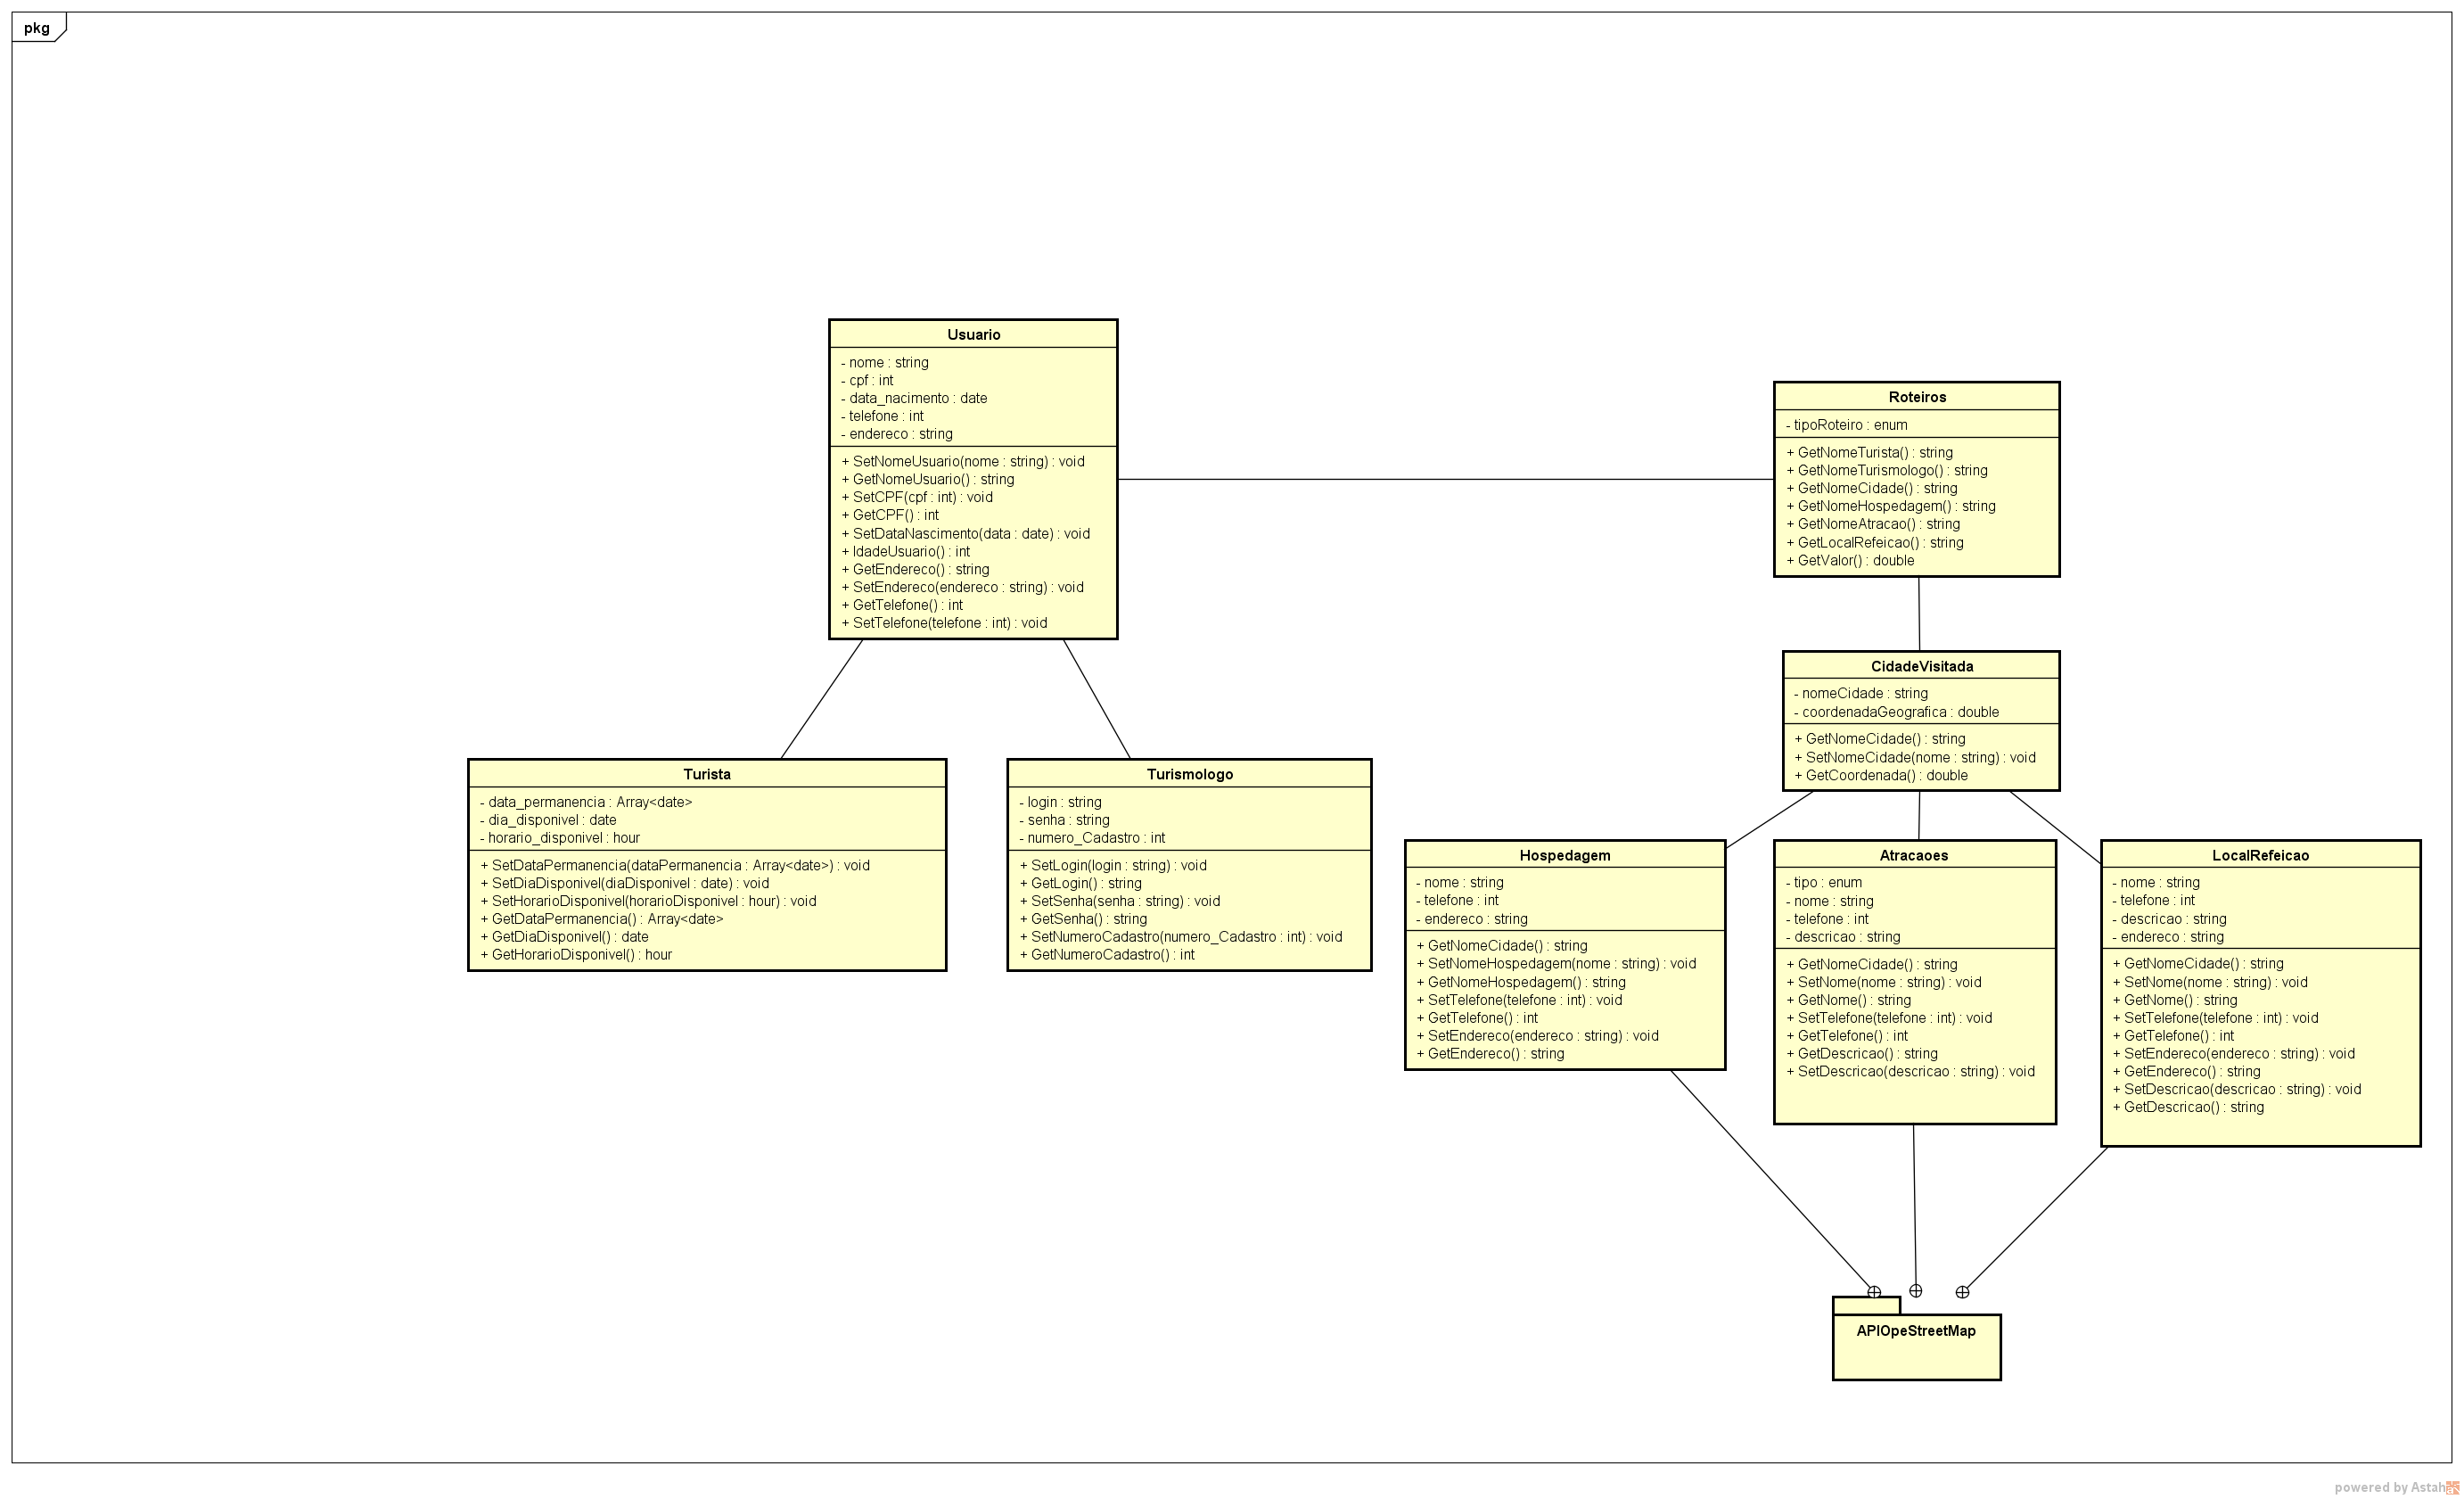 pkg
Usuario
- nome : string
- cpf : int
- data_nacimento : date
- telefone : int
- endereco : string
+ SetNomeUsuario(nome : string) : void
+ GetNomeUsuario() : string
+ SetCPF(cpf : int) : void
+ GetCPF() : int
+ SetDataNascimento(data : date) : void
+ IdadeUsuario() : int
+ GetEndereco() : string
+ SetEndereco(endereco : string) : void
+ GetTelefone() : int
+ SetTelefone(telefone : int) : void
Roteiros
- tipoRoteiro : enum
+ GetNomeTurista() : string
+ GetNomeTurismologo() : string
+ GetNomeCidade() : string
+ GetNomeHospedagem() : string
+ GetNomeAtracao() : string
+ GetLocalRefeicao() : string
+ GetValor() : double
CidadeVisitada
- nomeCidade : string
- coordenadaGeografica : double
+ GetNomeCidade() : string
+ SetNomeCidade(nome : string) : void
+ GetCoordenada() : double
Turista
- data_permanencia : Array<date>
- dia_disponivel : date
- horario_disponivel : hour
+ SetDataPermanencia(dataPermanencia : Array<date>) : void
+ SetDiaDisponivel(diaDisponivel : date) : void
+ SetHorarioDisponivel(horarioDisponivel : hour) : void
+ GetDataPermanencia() : Array<date>
+ GetDiaDisponivel() : date
+ GetHorarioDisponivel() : hour
Turismologo
- login : string
- senha : string
- numero_Cadastro : int
+ SetLogin(login : string) : void
+ GetLogin() : string
+ SetSenha(senha : string) : void
+ GetSenha() : string
+ SetNumeroCadastro(numero_Cadastro : int) : void
+ GetNumeroCadastro() : int
Hospedagem
- nome : string
- telefone : int
- endereco : string
+ GetNomeCidade() : string
+ SetNomeHospedagem(nome : string) : void
+ GetNomeHospedagem() : string
+ SetTelefone(telefone : int) : void
+ GetTelefone() : int
+ SetEndereco(endereco : string) : void
+ GetEndereco() : string
Atracaoes
- tipo : enum
- nome : string
- telefone : int
- descricao : string
+ GetNomeCidade() : string
+ SetNome(nome : string) : void
+ GetNome() : string
+ SetTelefone(telefone : int) : void
+ GetTelefone() : int
+ GetDescricao() : string
+ SetDescricao(descricao : string) : void
LocalRefeicao
- nome : string
- telefone : int
- descricao : string
- endereco : string
+ GetNomeCidade() : string
+ SetNome(nome : string) : void
+ GetNome() : string
+ SetTelefone(telefone : int) : void
+ GetTelefone() : int
+ SetEndereco(endereco : string) : void
+ GetEndereco() : string
+ SetDescricao(descricao : string) : void
+ GetDescricao() : string
APIOpeStreetMap
powered by Astah